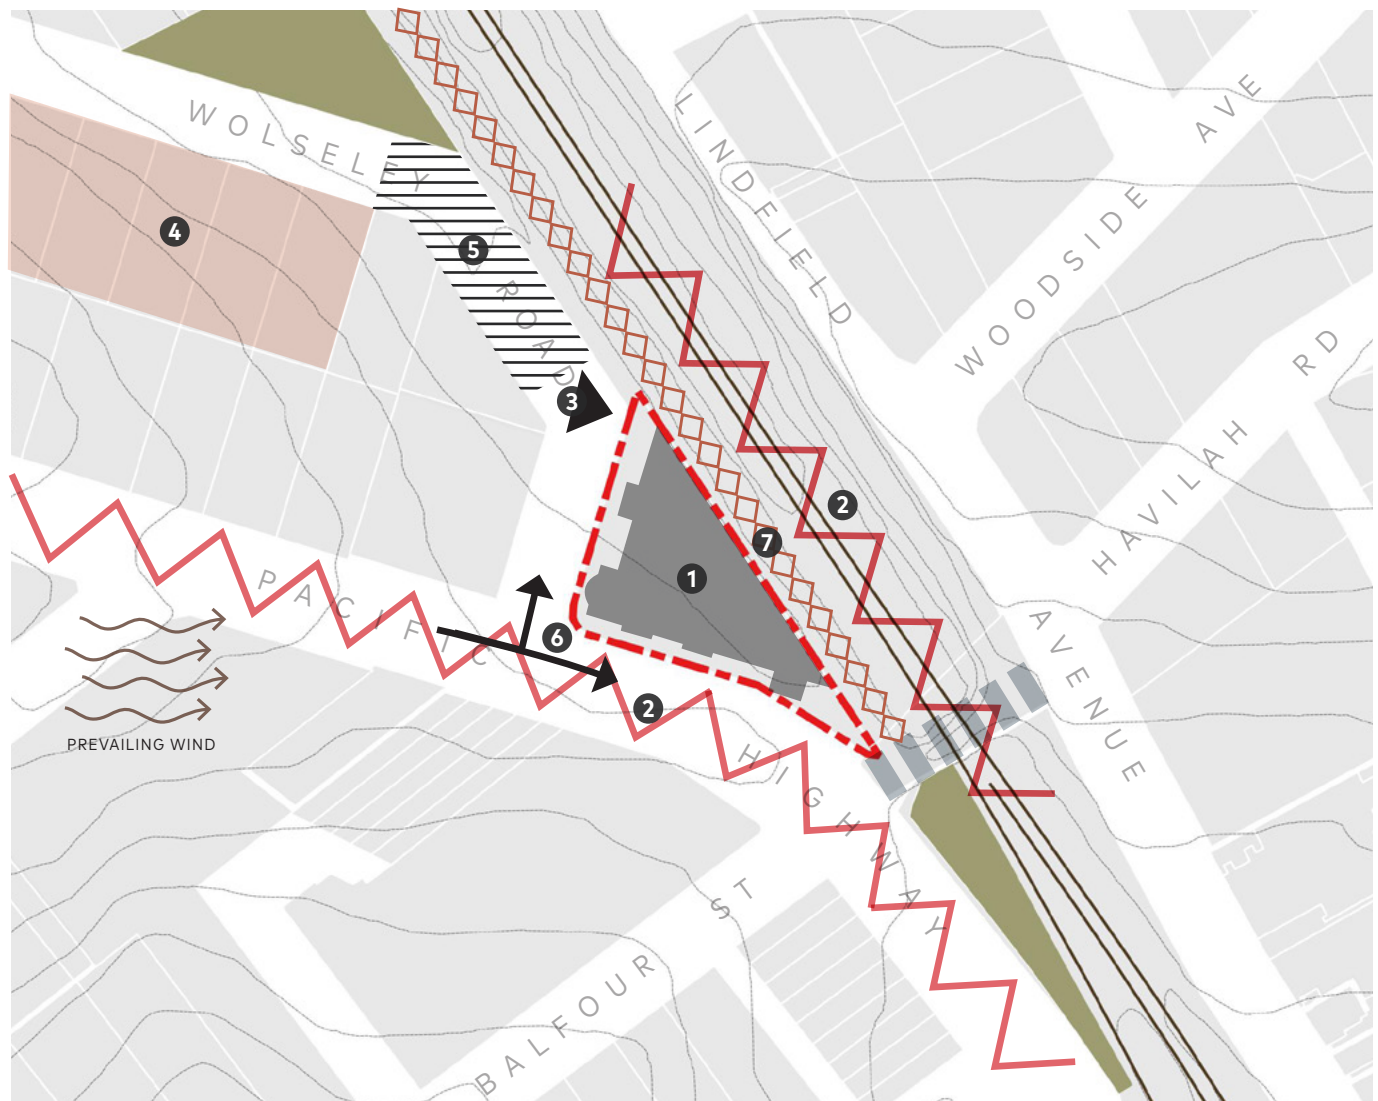 WOLSELEY
ROAD
LINDFIELD
AVENUE
WOODSIDE AVE
HAVILAH RD
4
5
3
2
7
1
6
2
PACIFIC
HIGHWAY
PREVAILING WIND
BALFOUR ST